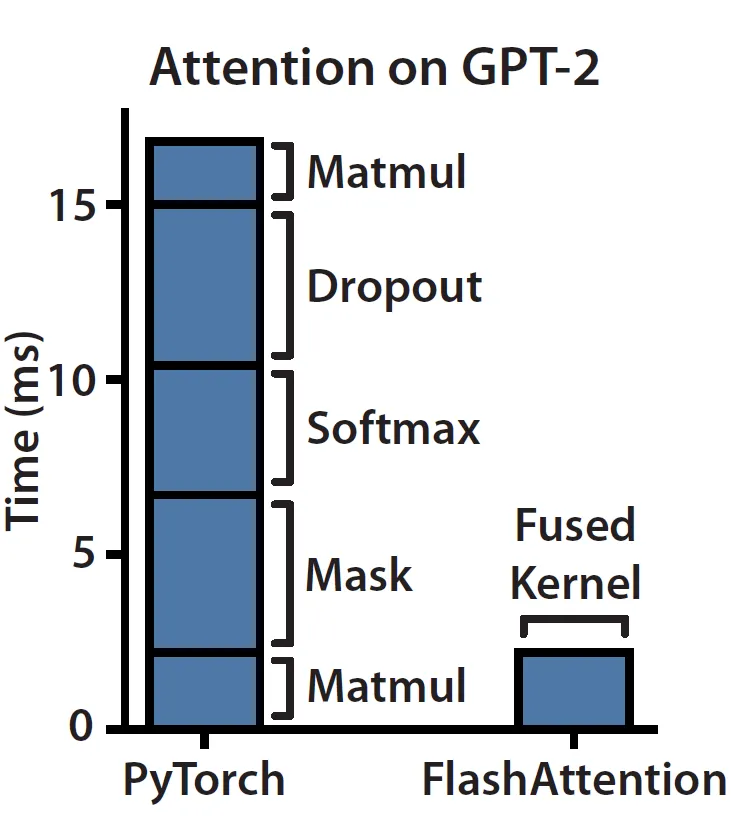 Attention on GPT-2
Time (ms)
15
10
5
0
Matmul
Dropout
Softmax
Mask
Matmul
Fused
Kernel
PyTorch
FlashAttention